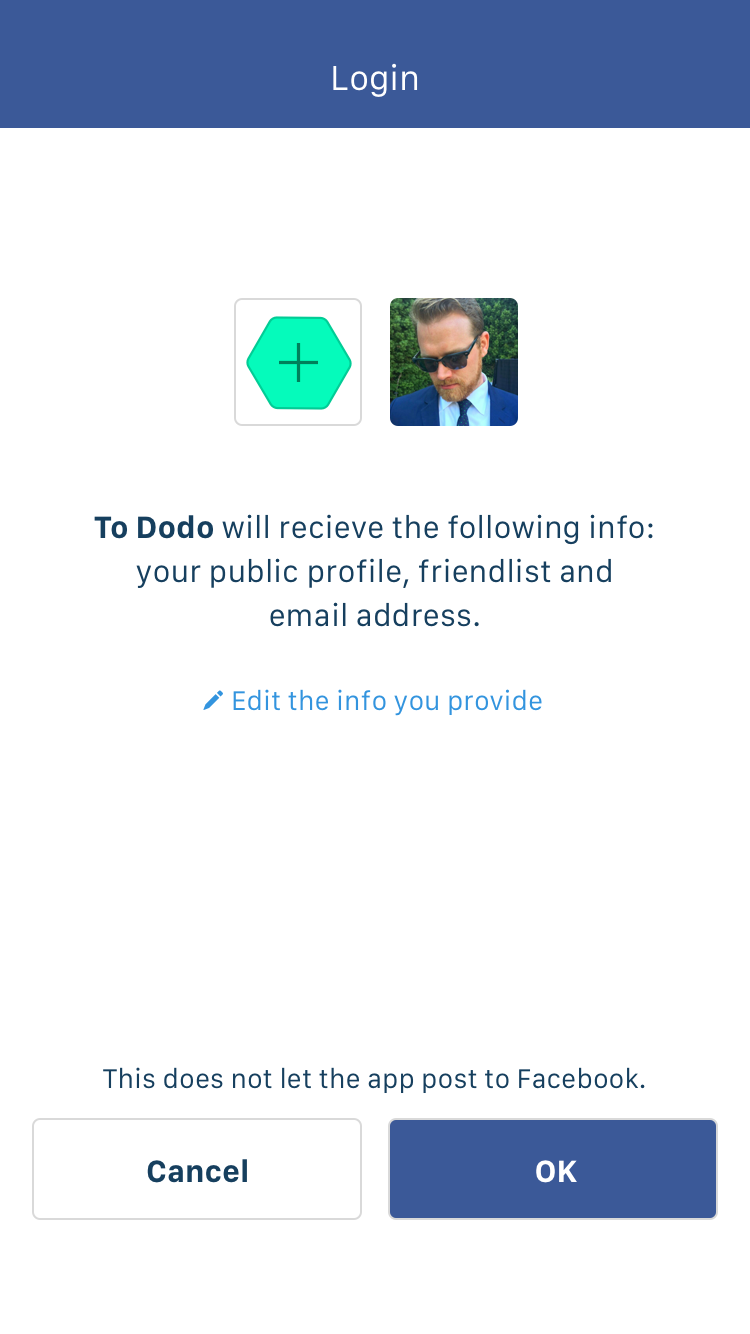 Login
To Dodo will recieve the following info:
your public profile, friendlist and
email address.
Edit the info you provide
This does not let the app post to Facebook.
Cancel
OK